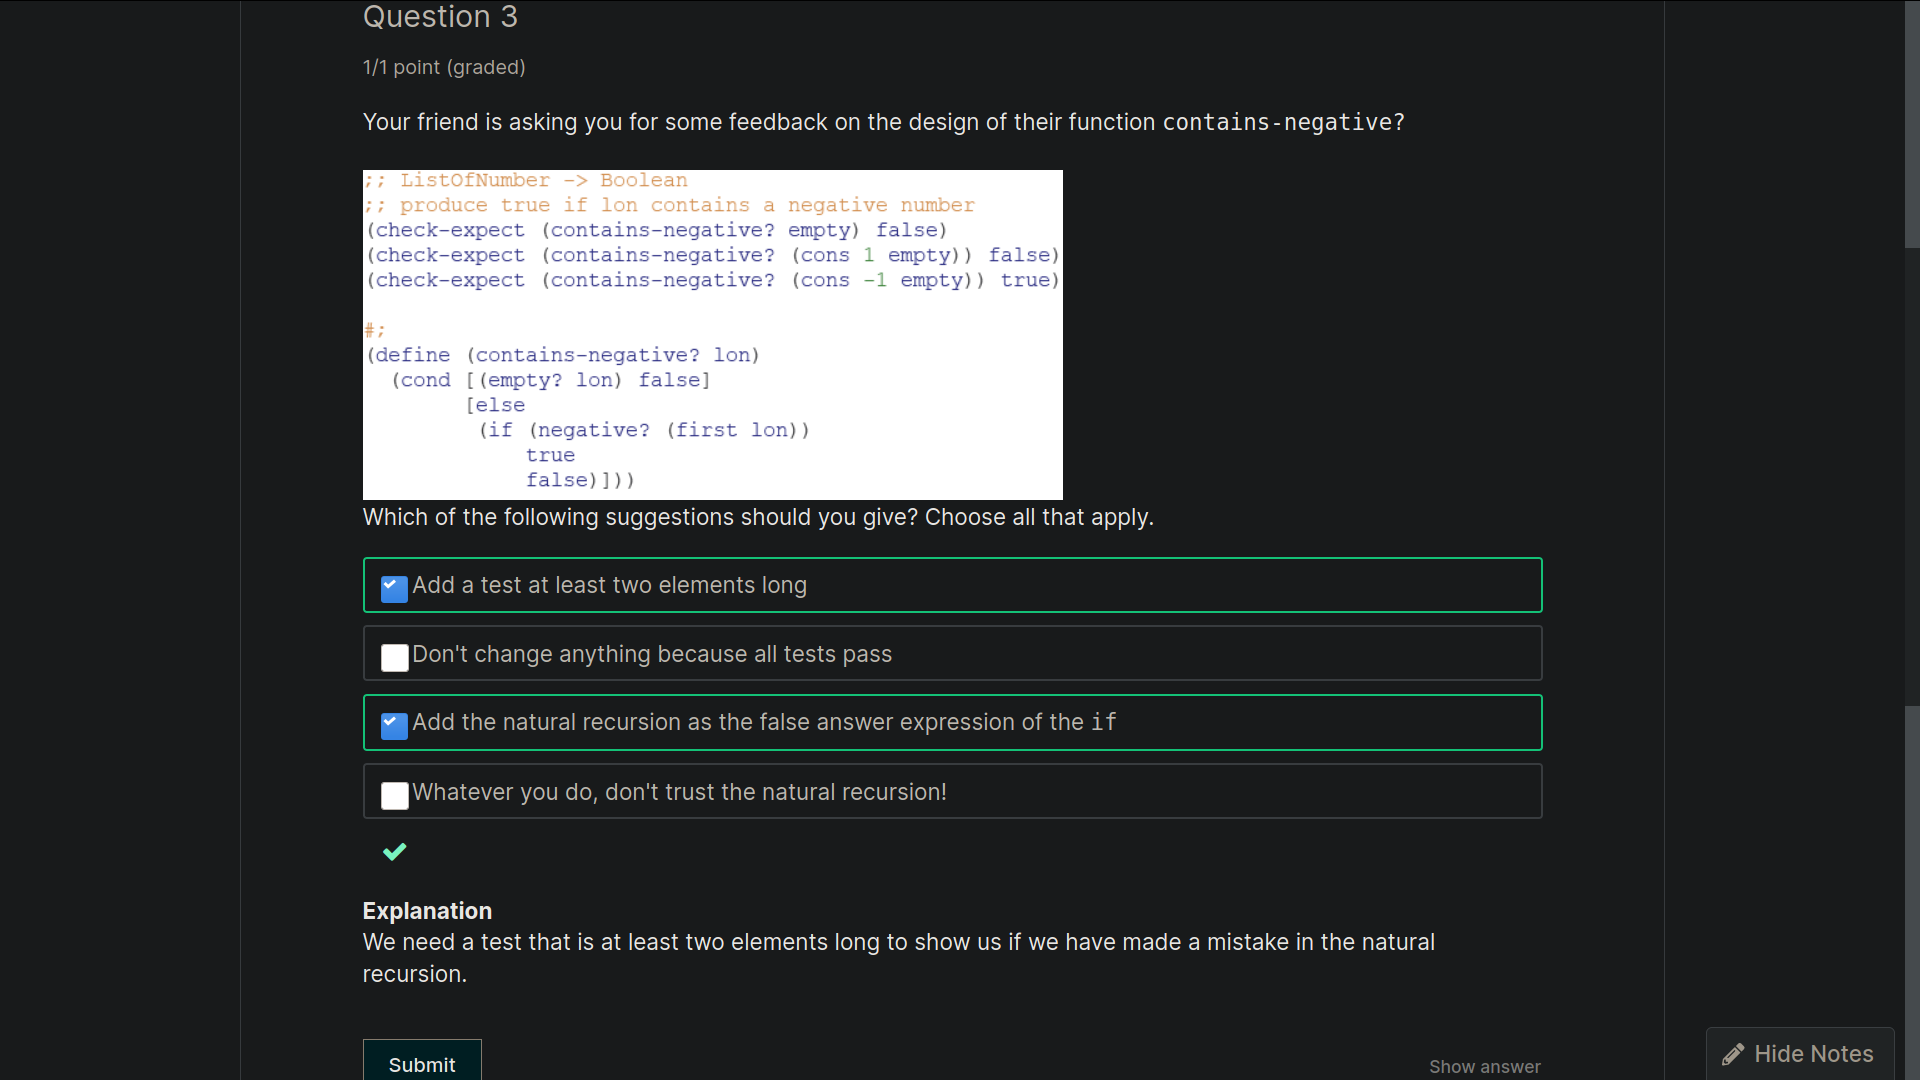 Question 3
1/1 point (graded)
Your friend is asking you for some feedback on the design of their function contains-negative?
;; ListOfNumber -> Boolean
;; produce true if lon contains a negative number
(check-expect (contains-negative? empty) false)
(check-expect (contains-negative? (cons 1 empty)) false)
(check-expect (contains-negative? (cons -1 empty)) true)
#;
(define (contains-negative? lon)
  (cond [(empty? lon) false]
        [else
         (if (negative? (first lon))
             true
             false)]))
Which of the following suggestions should you give? Choose all that apply.
Add a test at least two elements long
Don't change anything because all tests pass
Add the natural recursion as the false answer expression of the if
Whatever you do, don't trust the natural recursion!
Explanation
We need a test that is at least two elements long to show us if we have made a mistake in the natural
recursion.
Submit
Show answer
Hide Notes